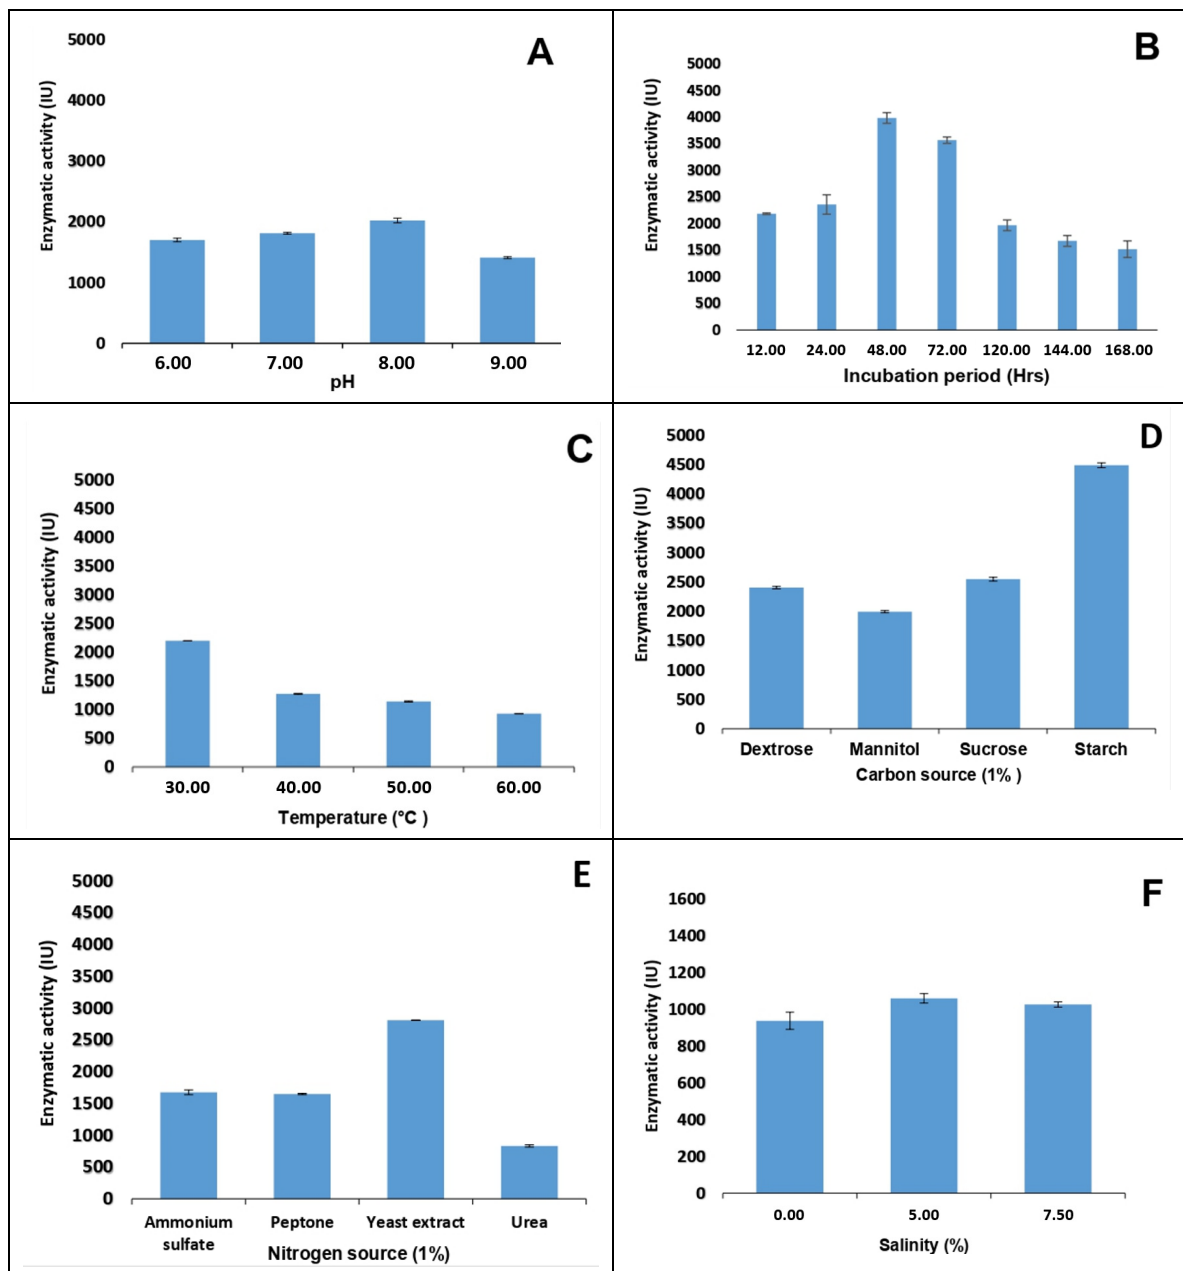 A
Enzymatic activity (IU)
5000
4000
3000
2000
1000
0
6.00 7.00 8.00 9.00
pH
B
Enzymatic activity (IU)
5000
4500
4000
3500
3000
2500
2000
1500
1000
500
0
12.00 24.00 48.00 72.00 120.00 144.00 168.00
Incubation period (Hrs)
C
Enzymatic activity (IU)
5000
4500
4000
3500
3000
2500
2000
1500
1000
500
0
30.00 40.00 50.00 60.00
Temperature (°C )
D
Enzymatic activity (IU)
5000
4500
4000
3500
3000
2500
2000
1500
1000
500
0
Dextrose Mannitol Sucrose Starch
Carbon source (1% )
E
Enzymatic activity (IU)
5000
4500
4000
3500
3000
2500
2000
1500
1000
500
0
Ammonium Peptone Yeast extract Urea
sulfate
Nitrogen source (1%)
F
Enzymatic activity (IU)
1600
1400
1200
1000
800
600
400
200
0
0.00 5.00 7.50
Salinity (%)